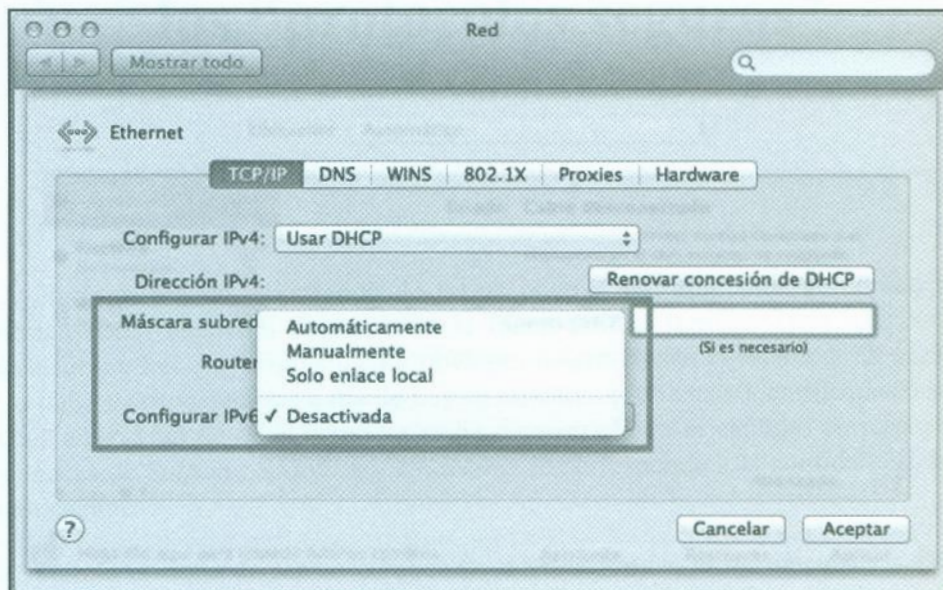 Red
Mostrar todo
Ethernet
TCP/IP DNS WINS 802.1X Proxies Hardware
Configurar IPv4: Usar DHCP
Dirección IPv4: Renovar concesión de DHCP
Máscara subred
Automáticamente
(Si es necesario)
Manualmente
Router
Solo enlace local
Configurar IPv6 ✓ Desactivada
? Cancelar Aceptar